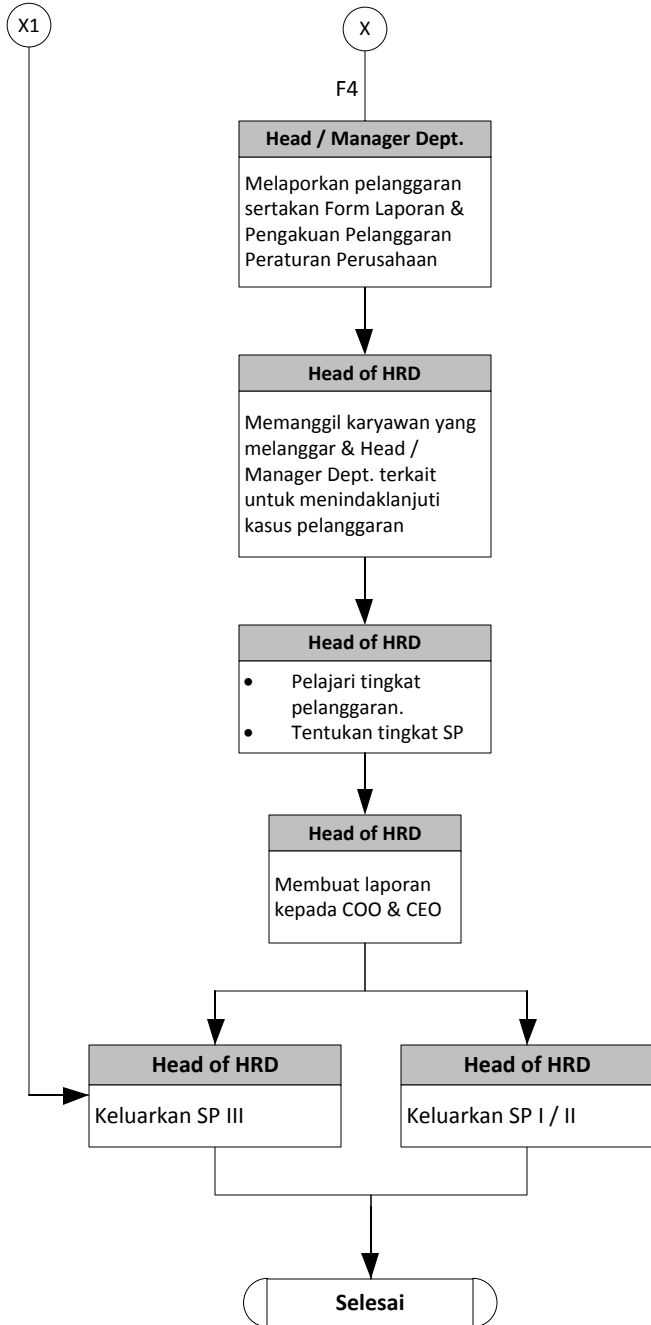 X1
X
F4
Head / Manager Dept.
Melaporkan pelanggaran
sertakan Form Laporan &
Pengakuan Pelanggaran
Peraturan Perusahaan
Head of HRD
Memanggil karyawan yang
melanggar & Head /
Manager Dept. terkait
untuk menindaklanjuti
kasus pelanggaran
Head of HRD
• Pelajari tingkat
pelanggaran.
• Tentukan tingkat SP
Head of HRD
Membuat laporan
kepada COO & CEO
Head of HRD
Keluarkan SP III
Head of HRD
Keluarkan SP I / II
Selesai